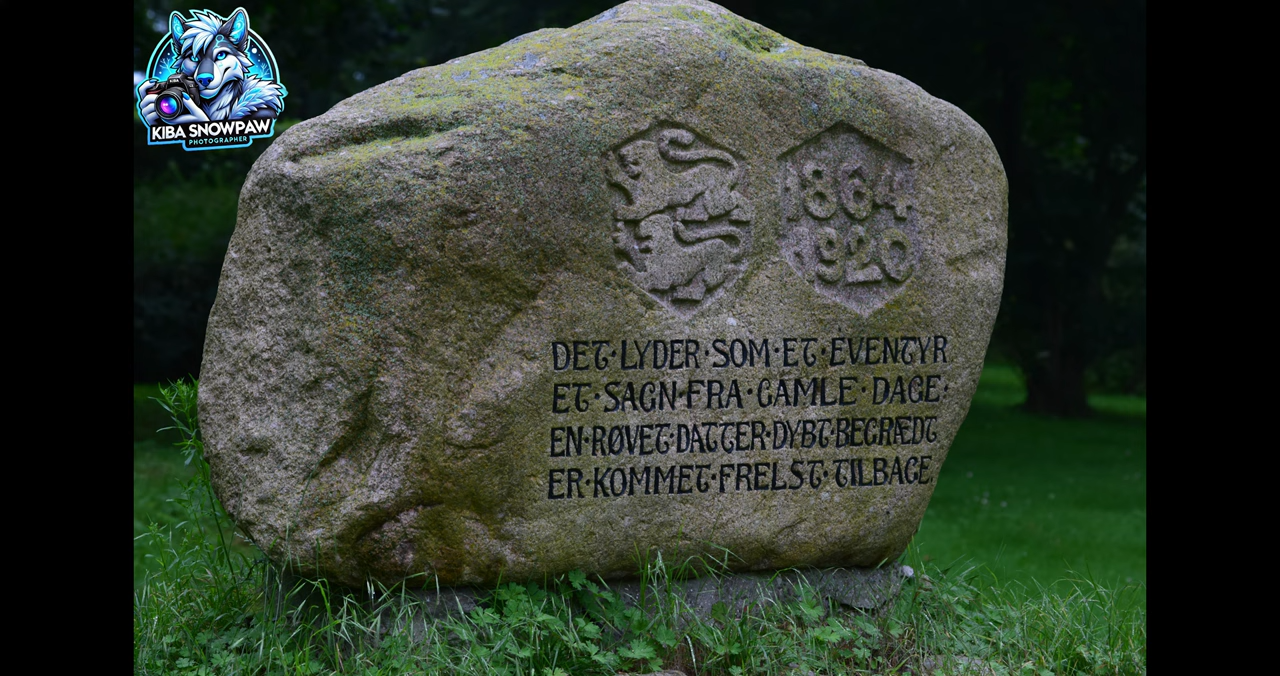 KIBA SNOWPAW
PHOTOGRAPHER
1864
1920
DET·LYDER·SOM·ET·EVENTYR
ET·SAGN·FRA·GAMLE·DAGE:
EN·RØVET·DATTER·DYBT·BEGRÆDT
ER·KOMMET·FRELST·TILBAGE.